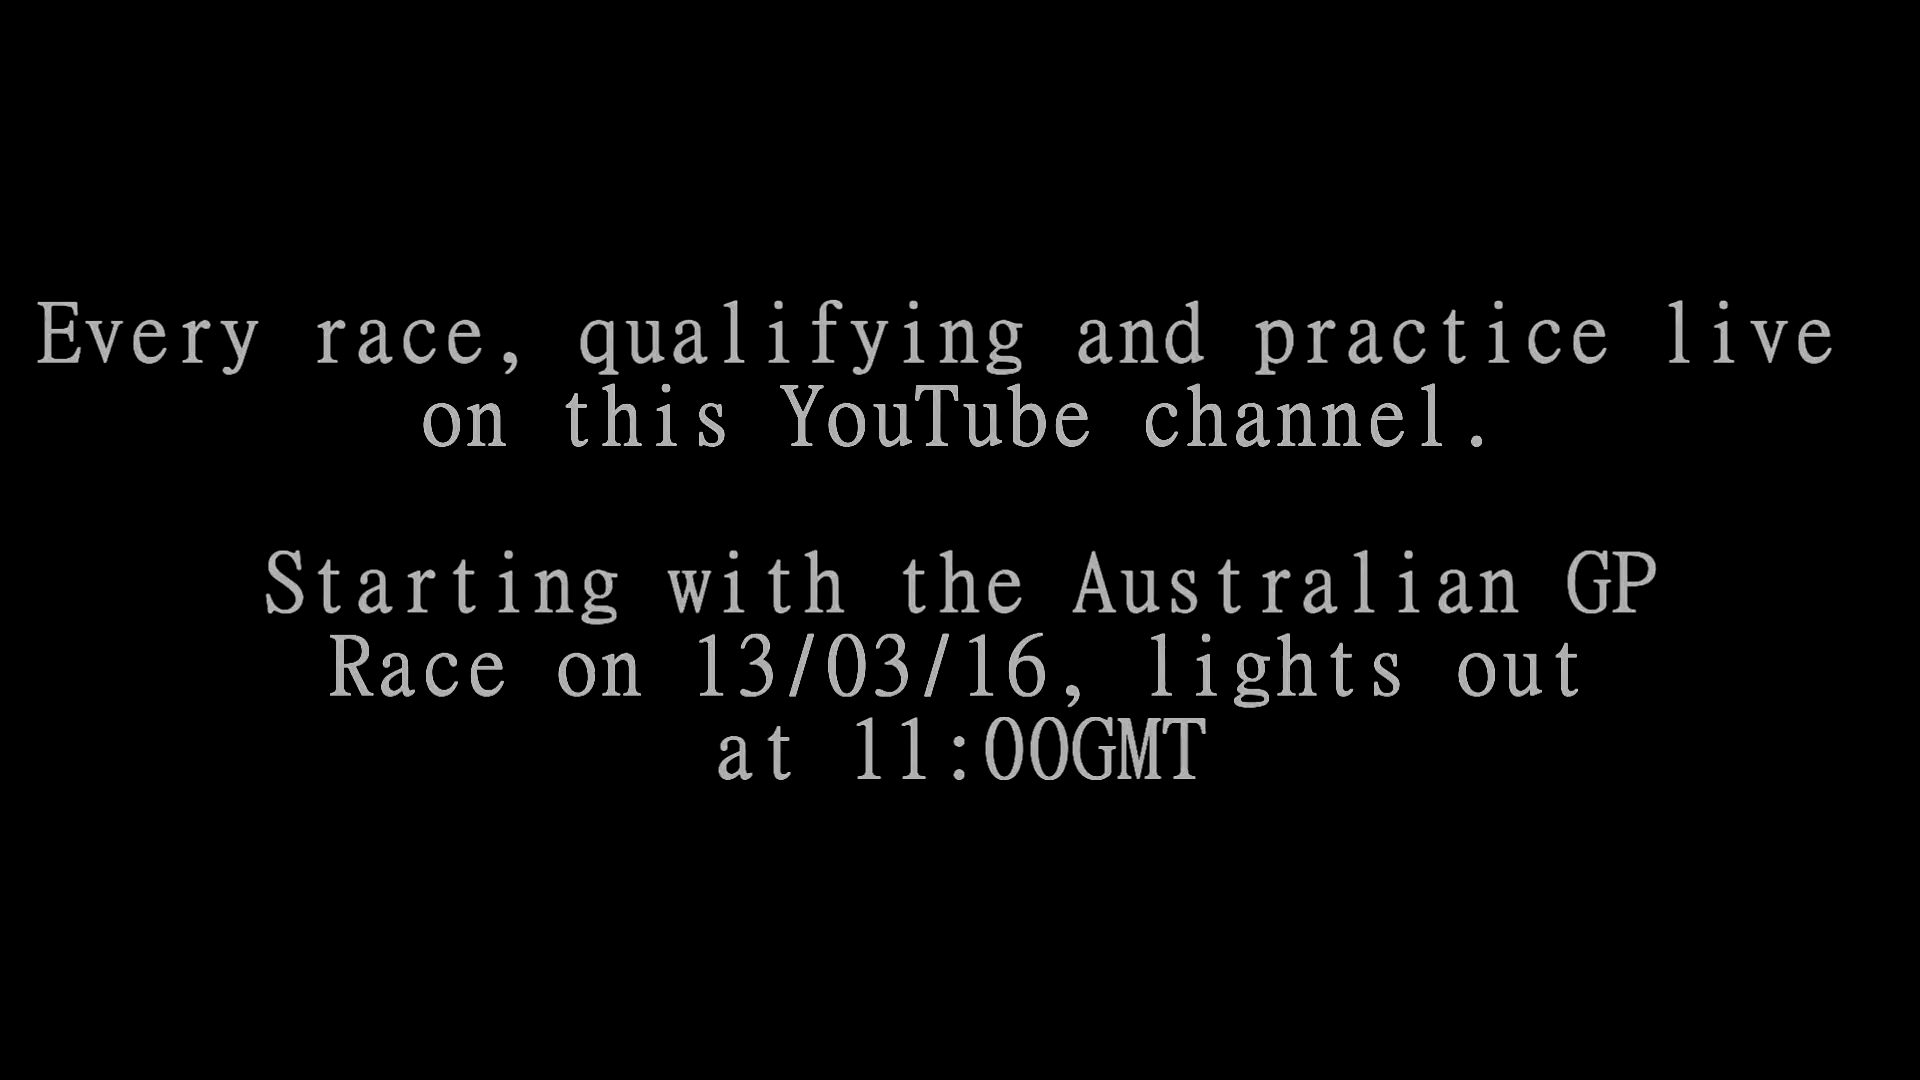 Every race, qualifying and practice live
on this YouTube channel.
Starting with the Australian GP
Race on 13/03/16, lights out
at 11:00GMT